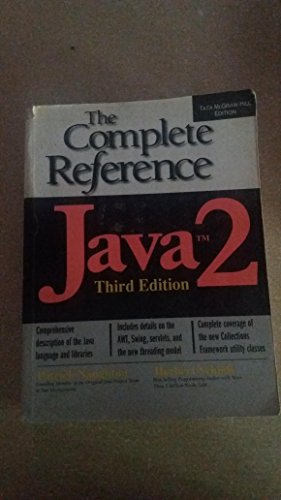 TATA MCGRAW-HILL
EDITION
The
Complete
Reference
Java™ 2
Third Edition
Comprehensive
description of the Java
language and libraries
Includes details on the
AWT, Swing, servlets, and
the new threading model
Complete coverage of
the new Collections
Framework utility classes
Naughton
Herbert Schildt